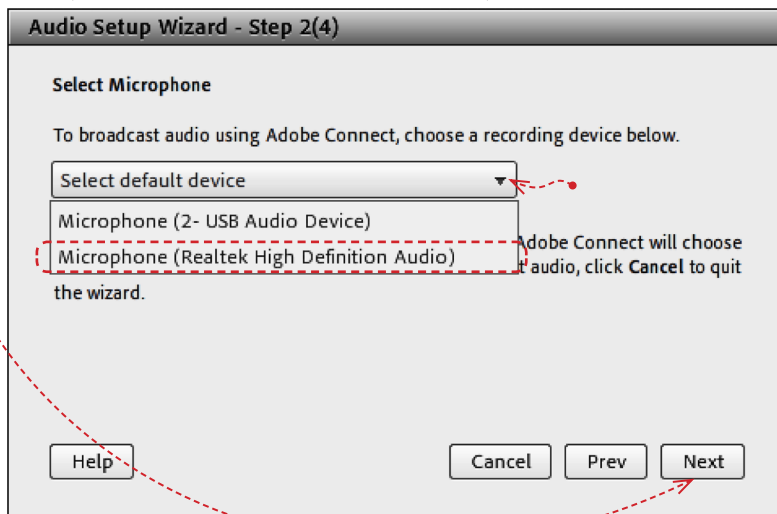 Audio Setup Wizard - Step 2(4)
Select Microphone
To broadcast audio using Adobe Connect, choose a recording device below.
Select default device
Microphone (2- USB Audio Device)
Microphone (Realtek High Definition Audio)
Adobe Connect will choose
t audio, click Cancel to quit
the wizard.
Help
Cancel
Prev
Next